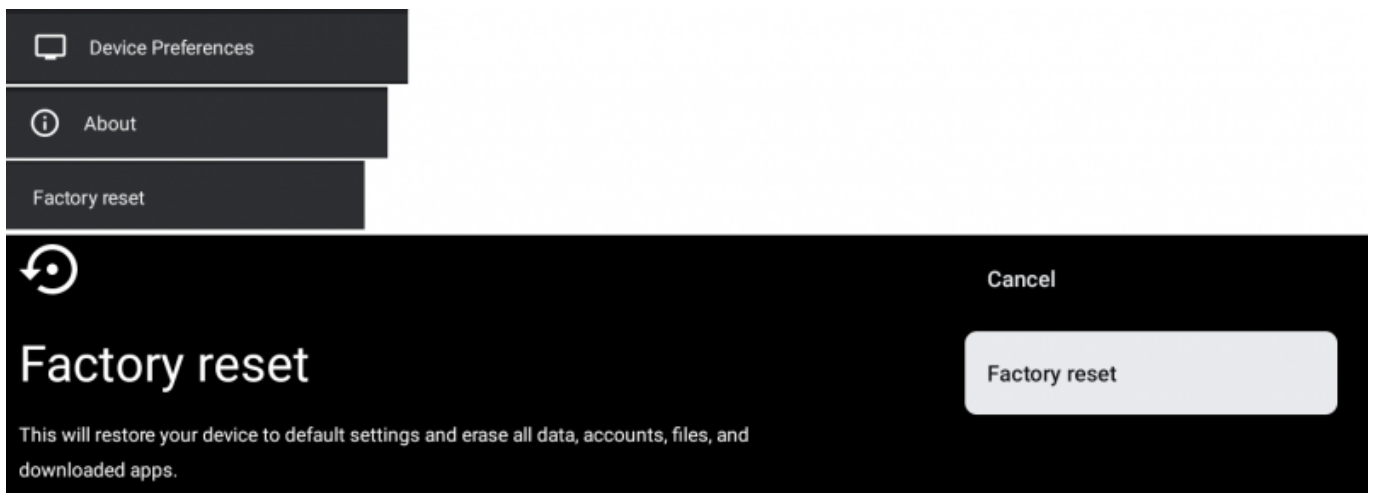 Device Preferences
About
Factory reset
Cancel
Factory reset
Factory reset
This will restore your device to default settings and erase all data, accounts, files, and
downloaded apps.